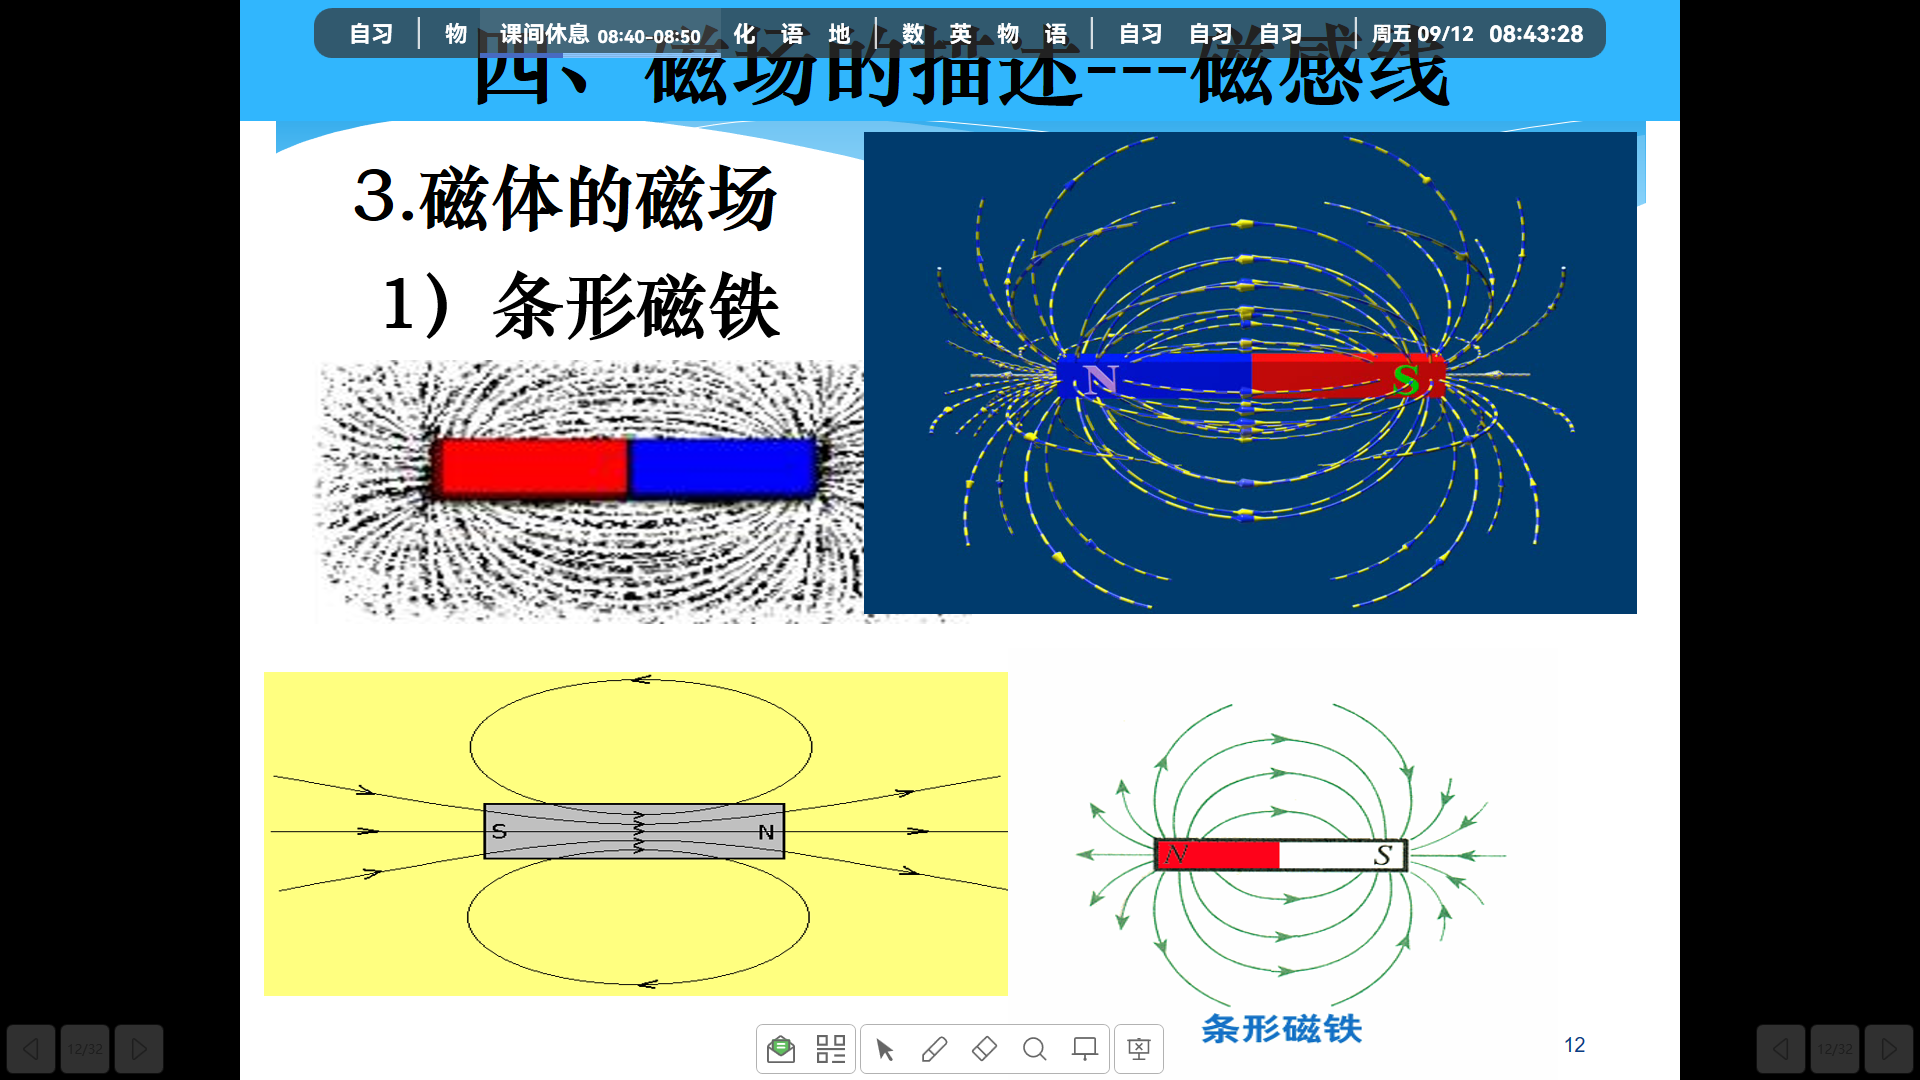 自习 | 物 课间休息 08:40-08:50 化 语 地 | 数 英 物 语 | 自习 自习 自习 | 周五 09/12 08:43:28
四、磁场的描述---磁感线
3.磁体的磁场
1）条形磁铁
N S
S N
N S
条形磁铁
12
12/32
12/32